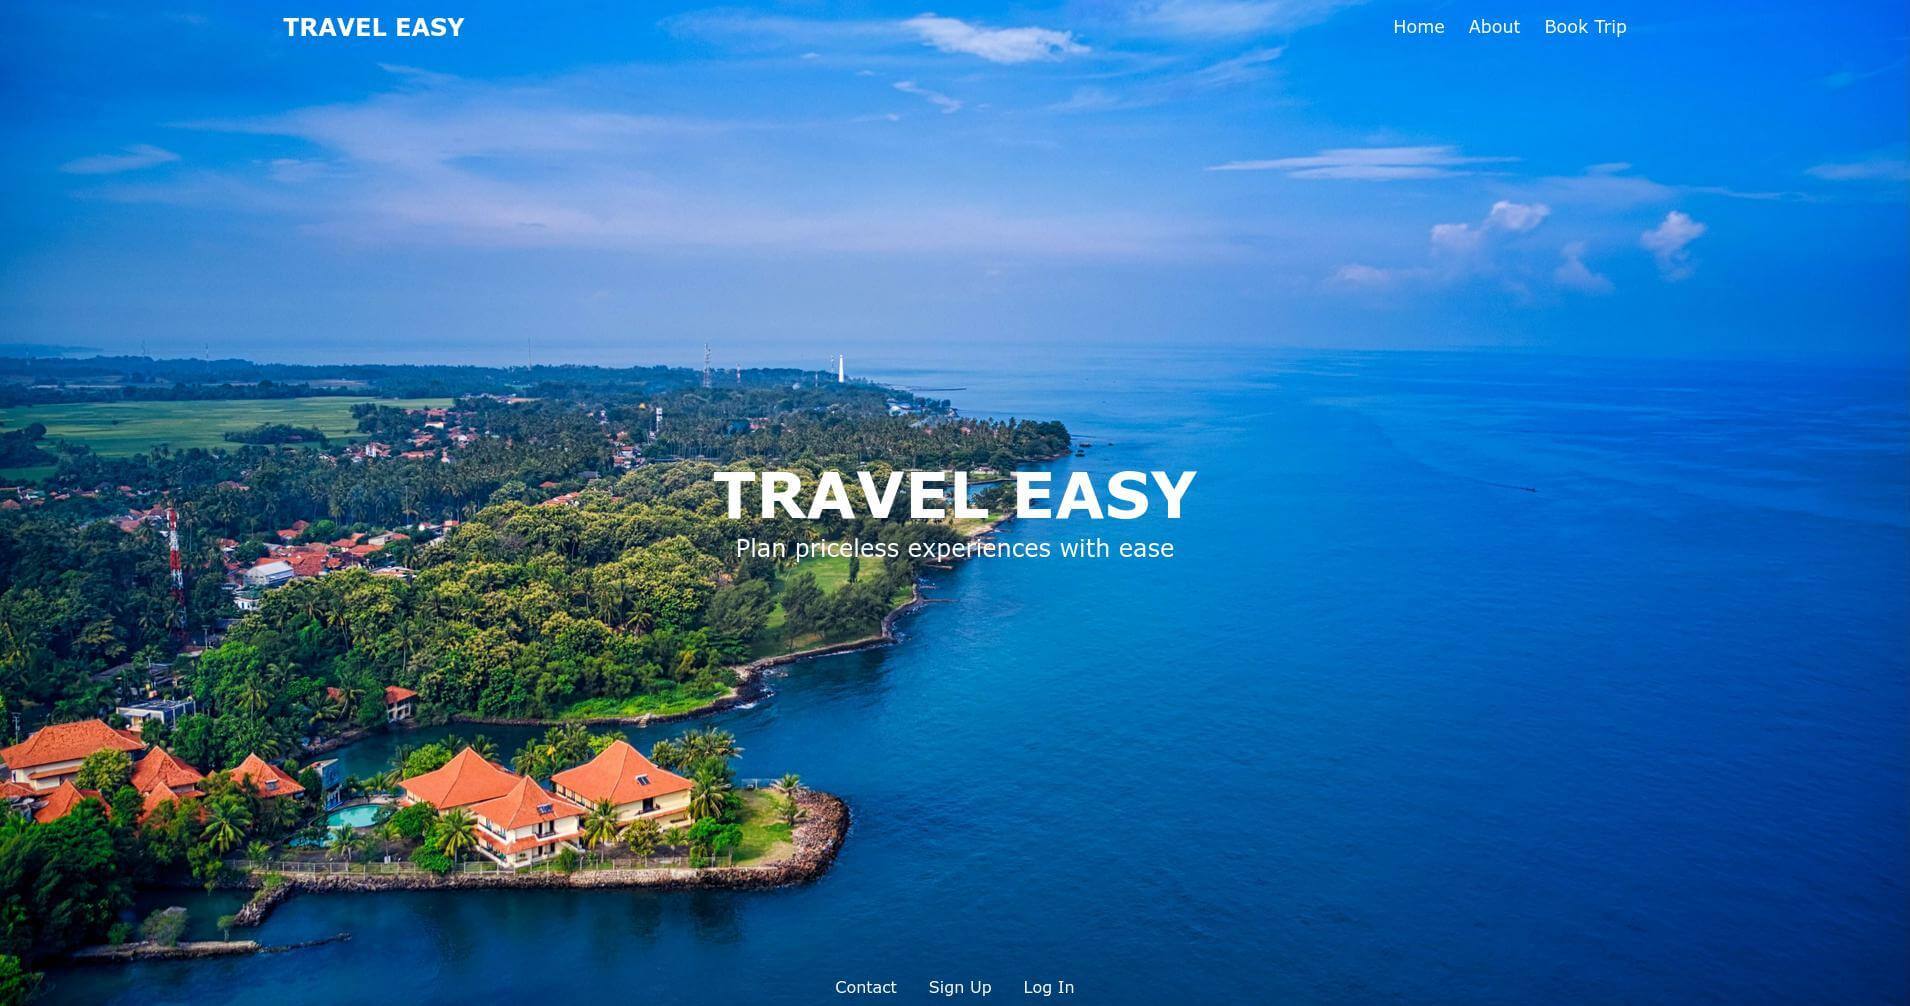 TRAVEL EASY
Home About Book Trip
TRAVEL EASY
Plan priceless experiences with ease
Contact Sign Up Log In